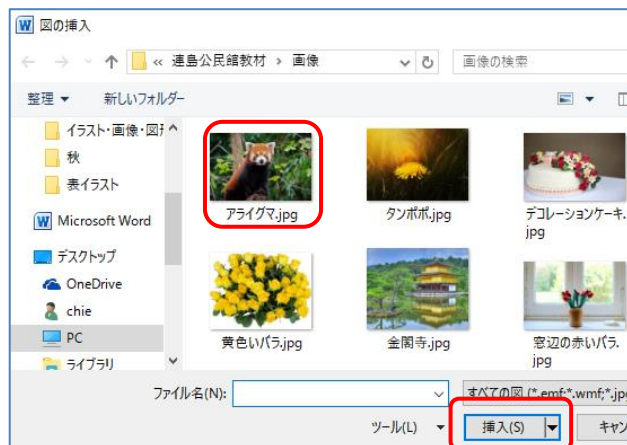 図の挿入
« 連島公民館教材 › 画像
画像の検索
整理
新しいフォルダー
イラスト・画像・図形
秋
表イラスト
Microsoft Word
デスクトップ
OneDrive
chie
PC
ライブラリ
アライグマ.jpg
タンポポ.jpg
デコレーションケーキ.
jpg
黄色いバラ.jpg
金閣寺.jpg
窓辺の赤いバラ.
jpg
ファイル名(N):
すべての図 (*.emf;*.wmf;*.jpg
ツール(L)
挿入(S)
キャン